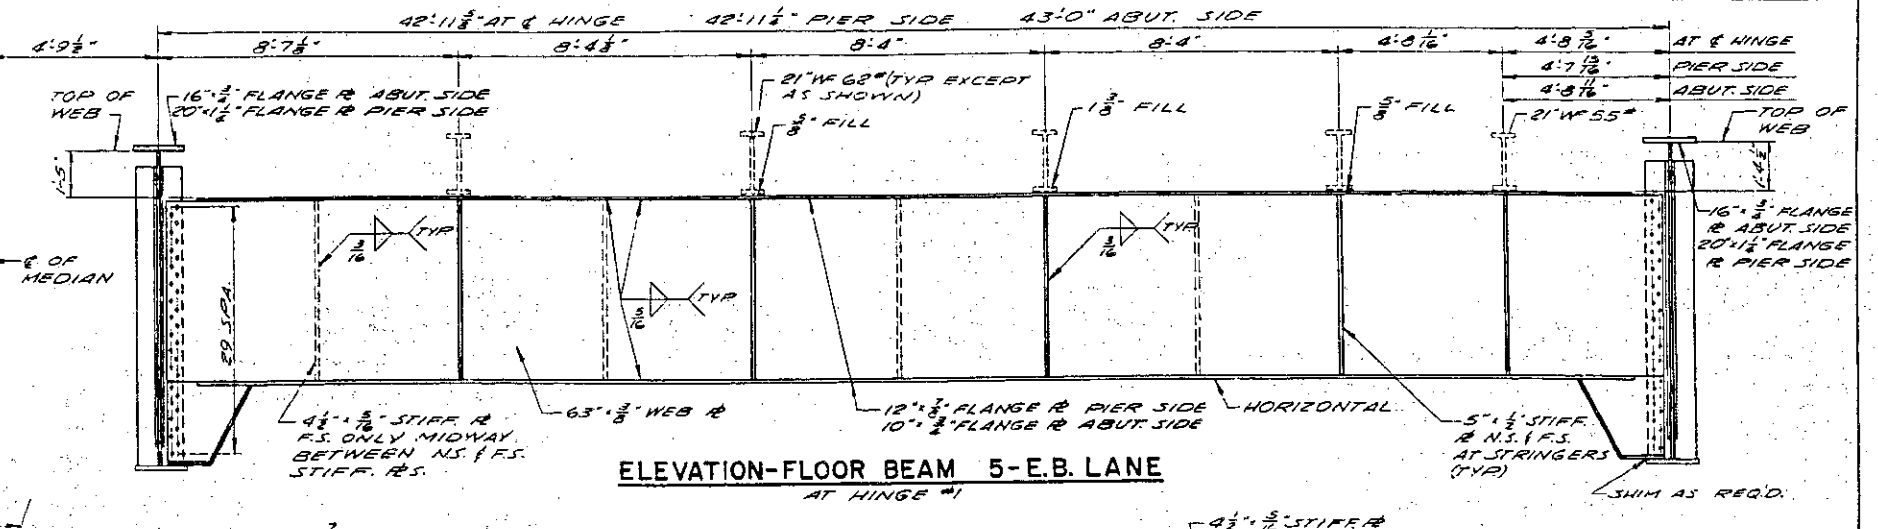 42'-11 5/8" AT ℄ HINGE 42'-11 1/4" PIER SIDE 43'-0" ABUT. SIDE
4'-9 1/2" 8'-7 1/8" 8'-4 1/8" 8'-4" 8'-4" 4'-8 1/16" 4'-8 5/16" AT ℄ HINGE
4'-7 15/16" PIER SIDE
4'-8 11/16" ABUT. SIDE
TOP OF
WEB
16" x 3/4" FLANGE ℞ ABUT. SIDE
20" x 1 1/4" FLANGE ℞ PIER SIDE
21" WF 62# (TYP. EXCEPT
AS SHOWN)
5/8" FILL
1 3/8" FILL
5/8" FILL
21" WF 55#
TOP OF
WEB
1'-5"
1'-4 1/2"
16" x 3/4" FLANGE
℞ ABUT. SIDE
20" x 1 1/4" FLANGE
℞ PIER SIDE
℄ OF
MEDIAN
5/16 TYP
5/16 TYP
5/16 TYP
29 SPA.
4 1/2" x 5/16" STIFF. ℞
F.S. ONLY MIDWAY
BETWEEN N.S. & F.S.
STIFF. ℞S.
63" x 3/8" WEB ℞
12" x 7/8" FLANGE ℞ PIER SIDE
10" x 3/4" FLANGE ℞ ABUT. SIDE
HORIZONTAL
5" x 1/2" STIFF.
℞ N.S. & F.S.
AT STRINGERS
(TYP)
SHIM AS REQ'D.
ELEVATION-FLOOR BEAM 5-E.B. LANE
AT HINGE #1
4 1/2" x 5/16" STIFF. ℞